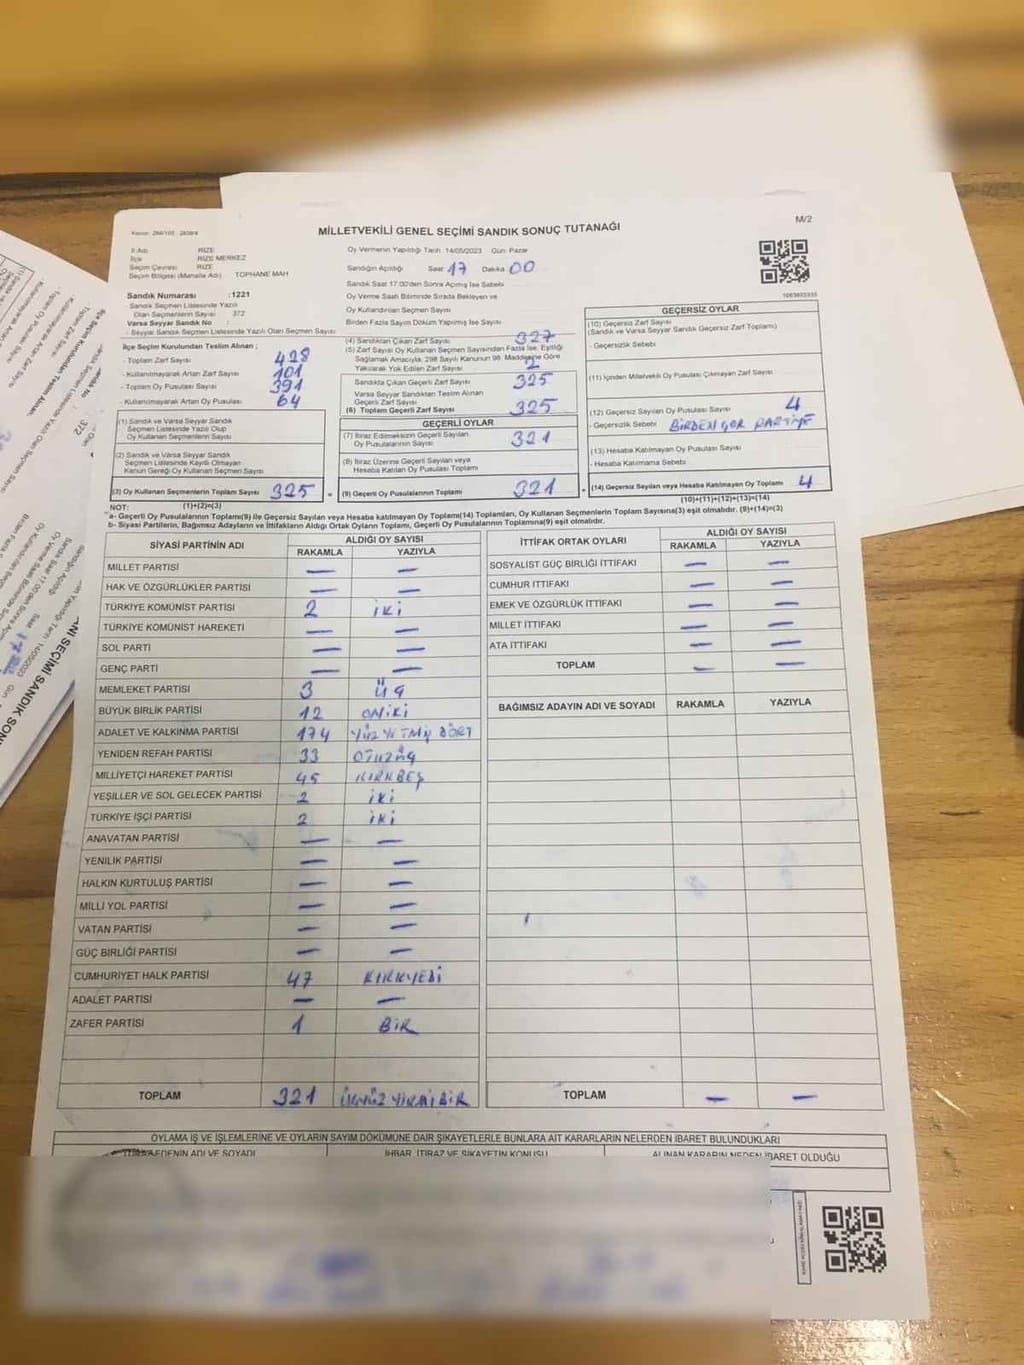 MİLLETVEKİLİ GENEL SEÇİMİ SANDIK SONUÇ TUTANAĞI
M/2
İl Adı RİZE
İlçe RİZE MERKEZ
Seçim Çevresi RİZE
Seçim Bölgesi (Mahalle Adı) TOPHANE MAH
Sandık Numarası :1221
Sandık Seçmen Listesinde Yazılı
Olan Seçmenlerin Sayısı 372
Varsa Seyyar Sandık No :
- Seyyar Sandık Seçmen Listesinde Yazılı Olan Seçmen Sayısı
İlçe Seçim Kurulundan Teslim Alınan ;
- Toplam Zarf Sayısı 428
- Kullanılmayarak Artan Zarf Sayısı 101
- Toplam Oy Pusulası Sayısı 391
- Kullanılmayarak Artan Oy Pusulası 64
(1) Sandık ve Varsa Seyyar Sandık
Seçmen Listesinde Yazılı Olup
Oy Kullanan Seçmenlerin Sayısı
(2) Sandık ve Varsa Seyyar Sandık
Seçmen Listesinde Kayıtlı Olmayan
Kanun Gereği Oy Kullanan Seçmen Sayısı
(3) Oy Kullanan Seçmenlerin Toplam Sayısı 325 =
(1)+(2)=(3)
Oy Vermenin Yapıldığı Tarih 14/05/2023 Gün: Pazar
Sandığın Açıldığı Saat 17 Dakika 00
Sandık Saat 17.00'den Sonra Açılmış İse Sebebi
Oy Verme Saati Bitiminde Sırada Bekleyen ve
Oy Kullandırılan Seçmen Sayısı
Birden Fazla Sayım Döküm Yapılmış İse Sayısı
(4) Sandıktan Çıkan Zarf Sayısı 327
(5) Zarf Sayısı Oy Kullanan Seçmen Sayısından Fazla İse, Eşitliği
Sağlamak Amacıyla, 298 Sayılı Kanunun 98. Maddesine Göre
Yakılarak Yok Edilen Zarf Sayısı 2
Sandıkta Çıkan Geçerli Zarf Sayısı 325
Varsa Seyyar Sandıktan Teslim Alınan
Geçerli Zarf Sayısı
(6) Toplam Geçerli Zarf Sayısı 325
GEÇERLİ OYLAR
(7) İtiraz Edilmeksizin Geçerli Sayılan
Oy Pusulalarının Sayısı 321
(8) İtiraz Üzerine Geçerli Sayılan veya
Hesaba Katılan Oy Pusulası Toplamı
(9) Geçerli Oy Pusulalarının Toplamı 321 +
GEÇERSİZ OYLAR
(10) Geçersiz Zarf Sayısı
(Sandık ve Varsa Seyyar Sandık Geçersiz Zarf Toplamı)
- Geçersizlik Sebebi
(11) İçinden Milletvekili Oy Pusulası Çıkmayan Zarf Sayısı
(12) Geçersiz Sayılan Oy Pusulası Sayısı 4
- Geçersizlik Sebebi
(13) Hesaba Katılmayan Oy Pusulası Sayısı
- Hesaba Katılmama Sebebi
(14) Geçersiz Sayılan veya Hesaba Katılmayan Oy Toplamı 4
(10)+(11)+(12)+(13)=(14)
NOT:
a- Geçerli Oy Pusulalarının Toplamı(9) ile Geçersiz Sayılan veya Hesaba katılmayan Oy Toplamı(14) Toplamları, Oy Kullanan Seçmenlerin Toplam Sayısına(3) eşit olmalıdır. (9)+(14)=(3)
b- Siyasi Partilerin, Bağımsız Adayların ve İttifakların Aldığı Ortak Oyların Toplamı, Geçerli Oy Pusulalarının Toplamına(9) eşit olmalıdır.
SİYASİ PARTİNİN ADI
ALDIĞI OY SAYISI
RAKAMLA YAZIYLA
MİLLET PARTİSİ — —
HAK VE ÖZGÜRLÜKLER PARTİSİ — —
TÜRKİYE KOMÜNİST PARTİSİ 2 İKİ
TÜRKİYE KOMÜNİST HAREKETİ — —
SOL PARTİ — —
GENÇ PARTİ — —
MEMLEKET PARTİSİ 3 ÜÇ
BÜYÜK BİRLİK PARTİSİ 12 ONİKİ
ADALET VE KALKINMA PARTİSİ 174 YÜZ YETMİŞ DÖRT
YENİDEN REFAH PARTİSİ 33 OTUZÜÇ
MİLLİYETÇİ HAREKET PARTİSİ 45 KIRKBEŞ
YEŞİLLER VE SOL GELECEK PARTİSİ 2 İKİ
TÜRKİYE İŞÇİ PARTİSİ 2 İKİ
ANAVATAN PARTİSİ — —
YENİLİK PARTİSİ — —
HALKIN KURTULUŞ PARTİSİ — —
MİLLİ YOL PARTİSİ — —
VATAN PARTİSİ — —
GÜÇ BİRLİĞİ PARTİSİ — —
CUMHURİYET HALK PARTİSİ 47 KIRKYEDİ
ADALET PARTİSİ — —
ZAFER PARTİSİ 1 BİR
TOPLAM 321 ÜÇYÜZ YİRMİ BİR
İTTİFAK ORTAK OYLARI
ALDIĞI OY SAYISI
RAKAMLA YAZIYLA
SOSYALİST GÜÇ BİRLİĞİ İTTİFAKI — —
CUMHUR İTTİFAKI — —
EMEK VE ÖZGÜRLÜK İTTİFAKI — —
MİLLET İTTİFAKI — —
ATA İTTİFAKI — —
TOPLAM — —
BAĞIMSIZ ADAYIN ADI VE SOYADI RAKAMLA YAZIYLA
TOPLAM — —
OYLAMA İŞ VE İŞLEMLERİNE VE OYLARIN SAYIM DÖKÜMÜNE DAİR ŞİKAYETLERLE BUNLARA AİT KARARLARIN NELERDEN İBARET BULUNDUKLARI
ADI VE SOYADI
İHBAR, İTİRAZ VE ŞİKAYETİN KONUSU
ALINAN KARARIN NEDEN İBARET OLDUĞU